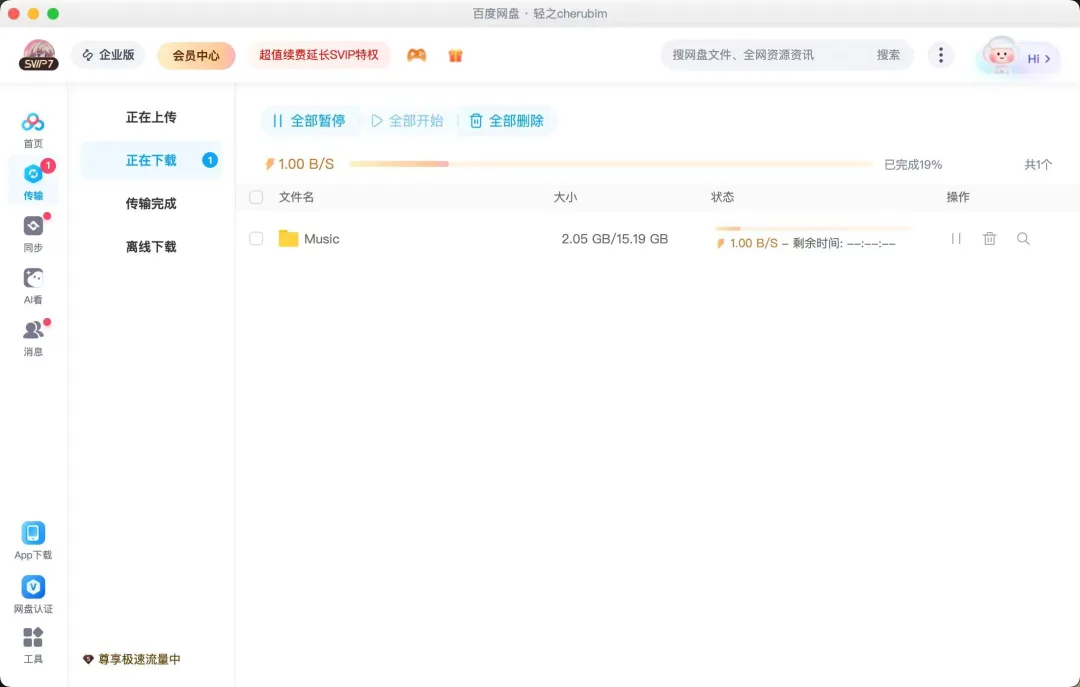 百度网盘 · 轻之cherubim
SVIP7
企业版
会员中心
超值续费延长SVIP特权
搜网盘文件、全网资源资讯
搜索
Hi >
首页
1
传输
同步
AI看
消息
App下载
网盘认证
工具
正在上传
正在下载
1
传输完成
离线下载
尊享极速流量中
全部暂停
全部开始
全部删除
1.00 B/S
已完成19%
共1个
文件名
大小
状态
操作
Music
2.05 GB/15.19 GB
1.00 B/S – 剩余时间: --:--:--